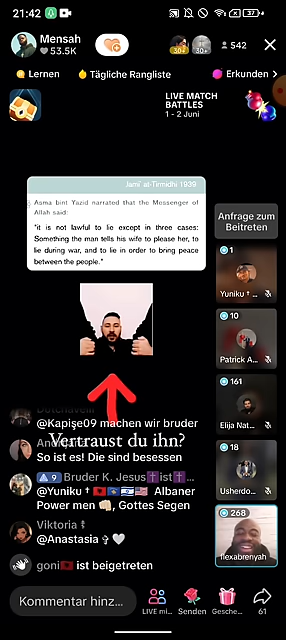 21:42
37
Mensah
53.5K
30+
30+
542
Lernen
Tägliche Rangliste
Erkunden >
LIVE MATCH
BATTLES
1 - 2 Juni
Jami` at-Tirmidhi 1939
Asma bint Yazid narrated that the Messenger of
Allah said:
"it is not lawful to lie except in three cases:
Something the man tells his wife to please her, to
lie during war, and to lie in order to bring peace
between the people."
Anfrage zum
Beitreten
1
Yuniku † ...
10
Patrick A...
161
Elija Nat...
18
Usherdo...
268
flexabrenyah
@Kapişe09 machen wir bruder
Vertraust du ihn?
So ist es! Die sind besessen
9 Bruder K. Jesus✝️ist✝️...
@Yuniku † 🇦🇱🇽🇰🇮🇱🇺🇸 Albaner
Power men 👊🏻, Gottes Segen
Viktoria ⚕
@Anastasia ✞ 🤍
goni🇦🇱 ist beigetreten
Kommentar hinz...
LIVE mi...
Senden
Gesche...
61